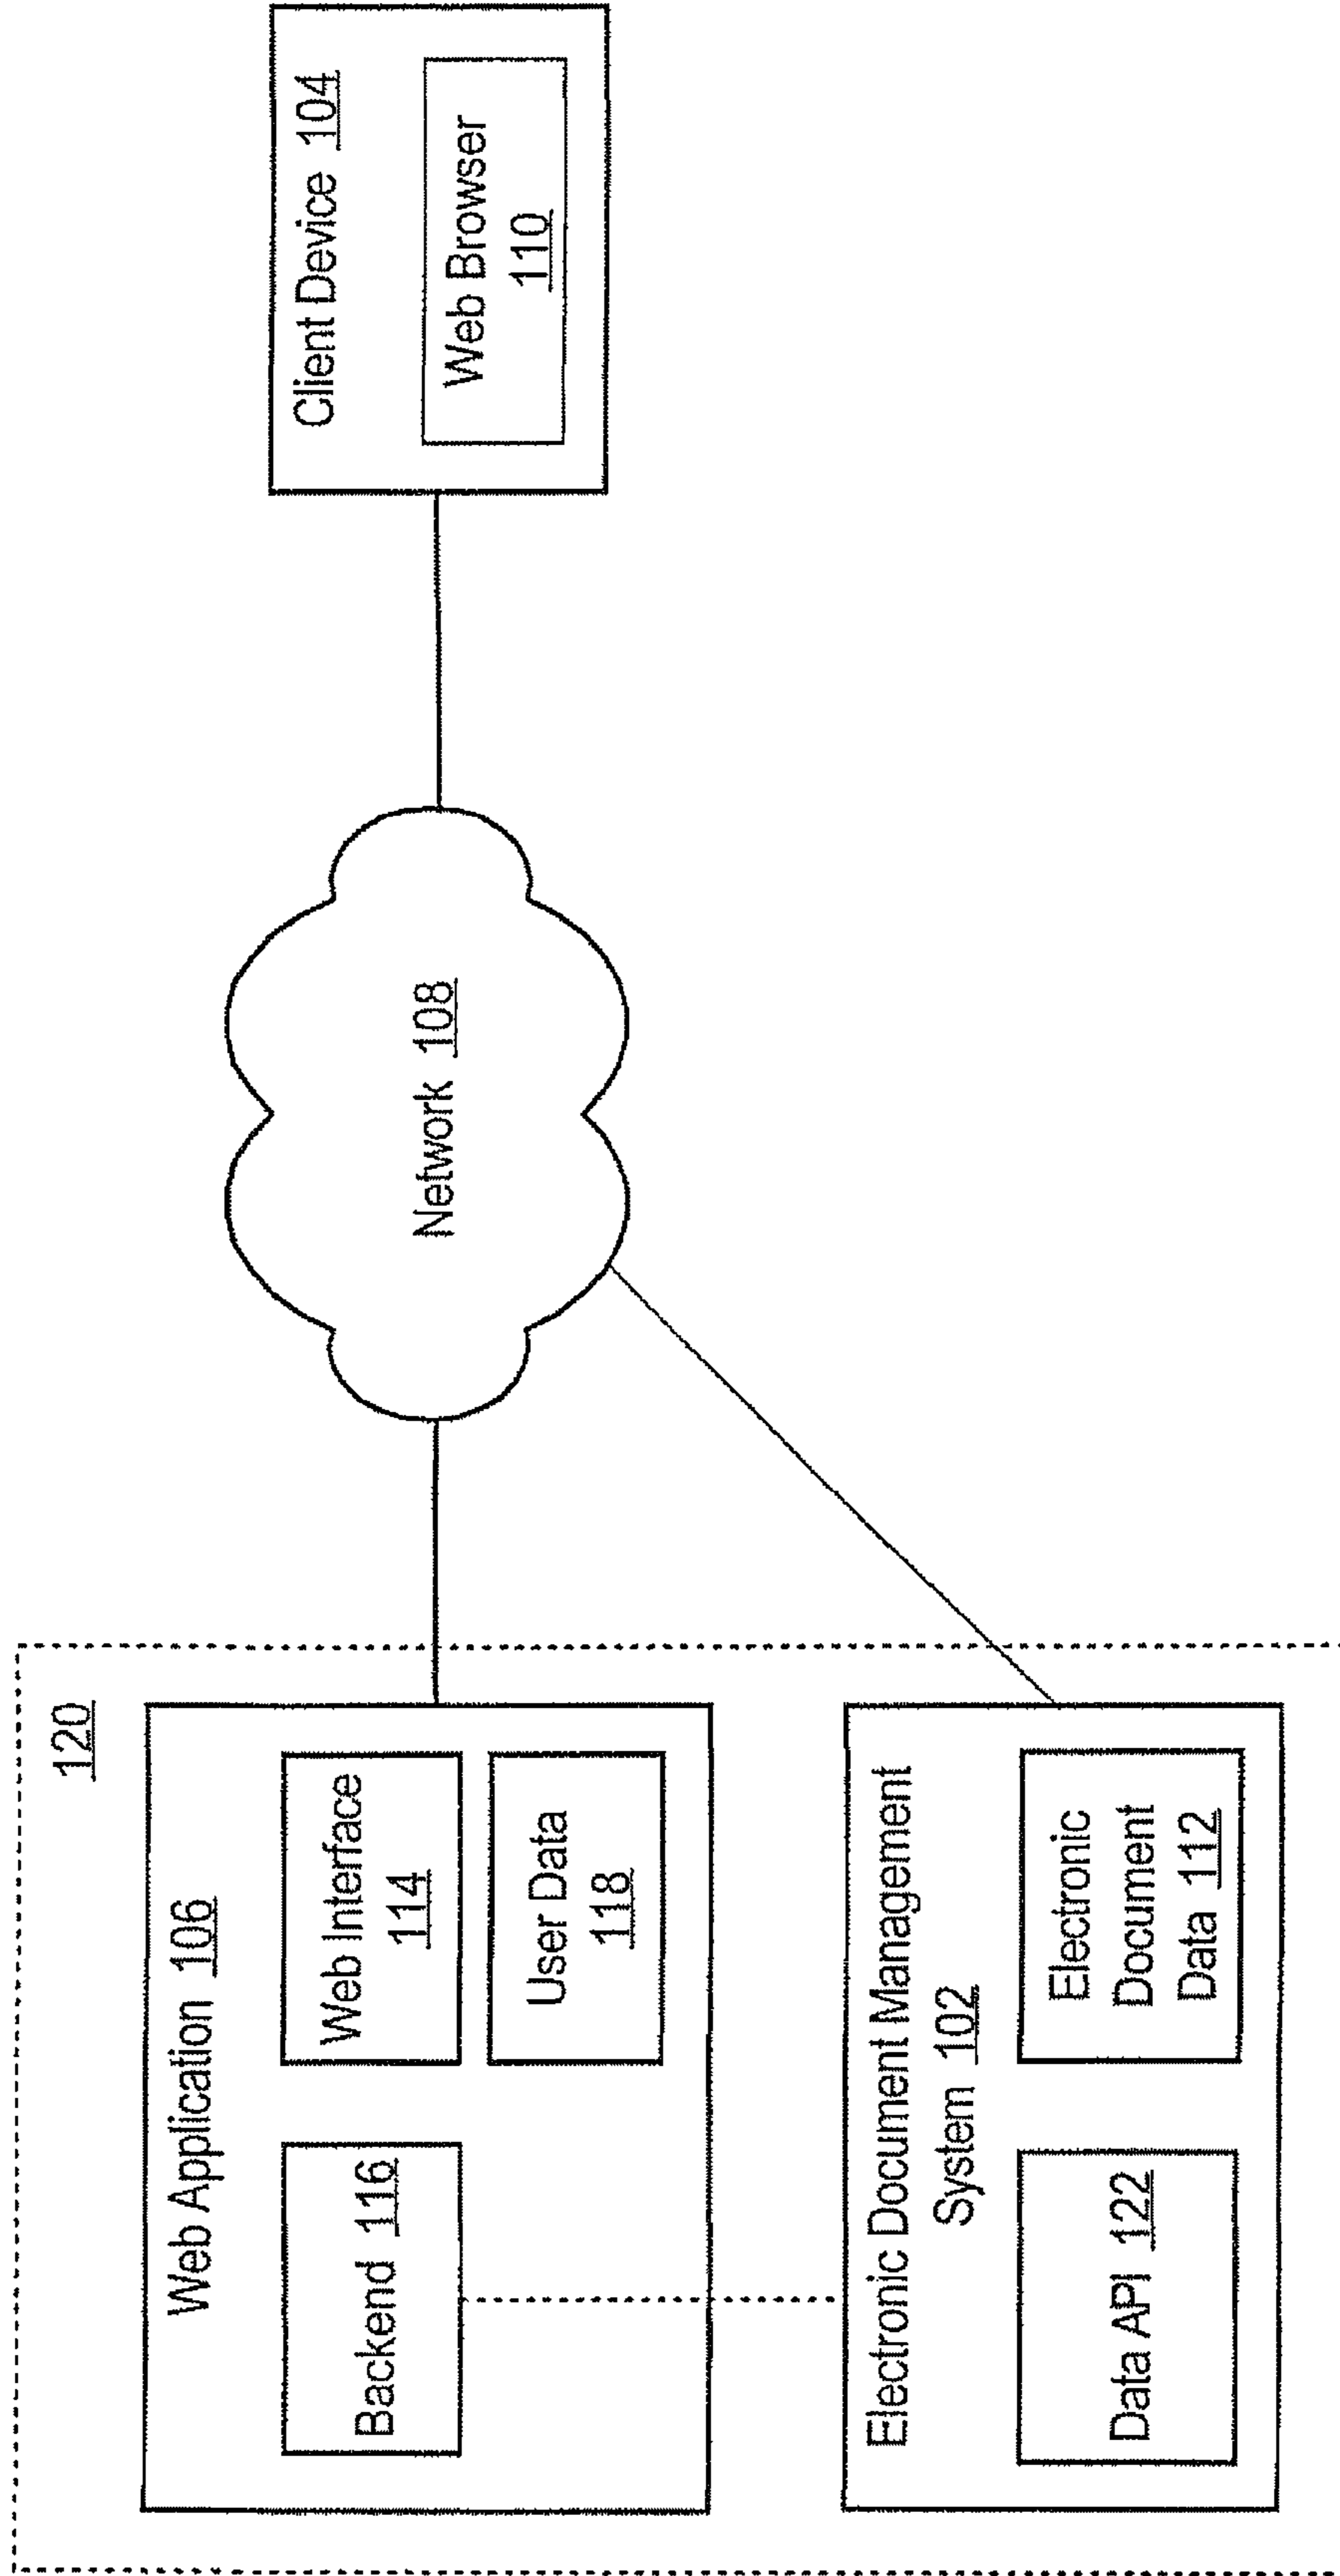 120
Web Application 106
Backend 116
Web Interface
114
User Data
118
Electronic Document Management
System 102
Data API 122
Electronic
Document
Data 112
Network 108
Client Device 104
Web Browser
110